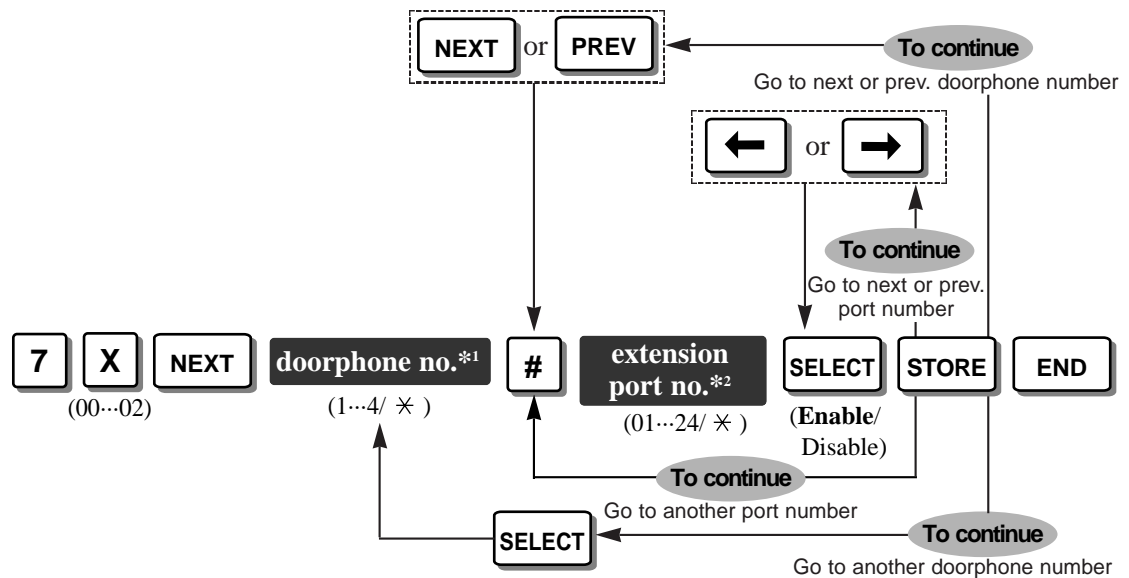 NEXT or PREV
To continue
Go to next or prev. doorphone number
← or →
To continue
Go to next or prev.
port number
7 X NEXT doorphone no.*1 # extension
port no.*2 SELECT STORE END
(00···02) (1···4/ ✳ ) (01···24/ ✳ ) (Enable/
Disable)
To continue
Go to another port number
SELECT
To continue
Go to another doorphone number